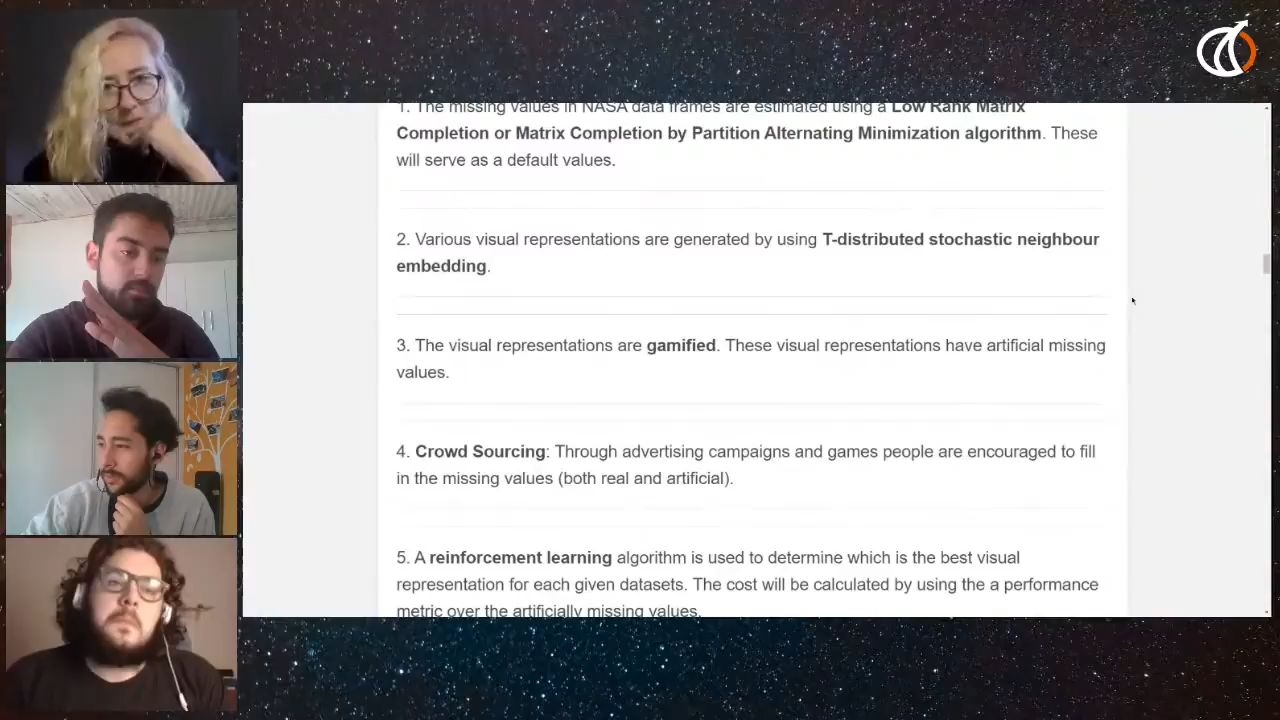 1. The missing values in NASA data frames are estimated using a Low Rank Matrix
Completion or Matrix Completion by Partition Alternating Minimization algorithm. These
will serve as a default values.
2. Various visual representations are generated by using T-distributed stochastic neighbour
embedding.
3. The visual representations are gamified. These visual representations have artificial missing
values.
4. Crowd Sourcing: Through advertising campaigns and games people are encouraged to fill
in the missing values (both real and artificial).
5. A reinforcement learning algorithm is used to determine which is the best visual
representation for each given datasets. The cost will be calculated by using the a performance
metric over the artificially missing values.